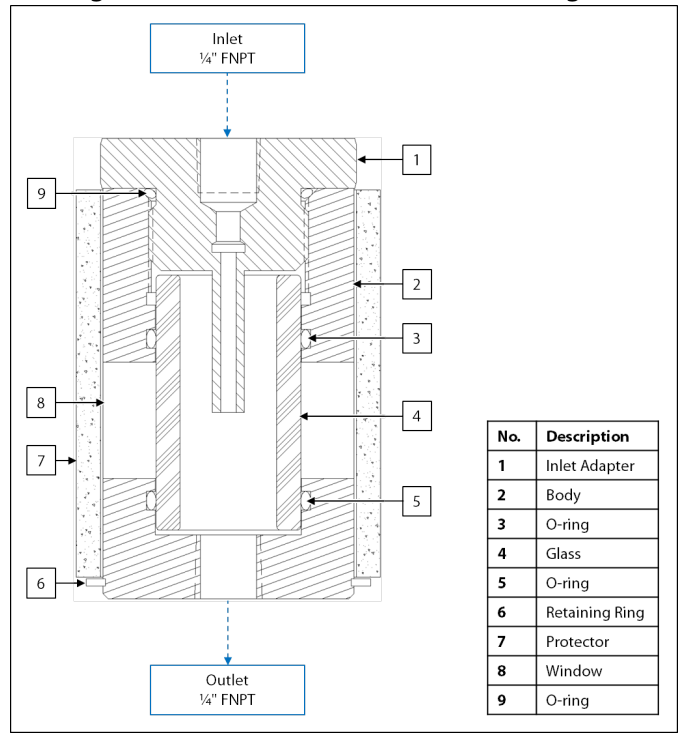 Inlet
¼" FNPT
1
9
2
3
8
4
7
5
6
Outlet
¼" FNPT
No. Description
1 Inlet Adapter
2 Body
3 O-ring
4 Glass
5 O-ring
6 Retaining Ring
7 Protector
8 Window
9 O-ring